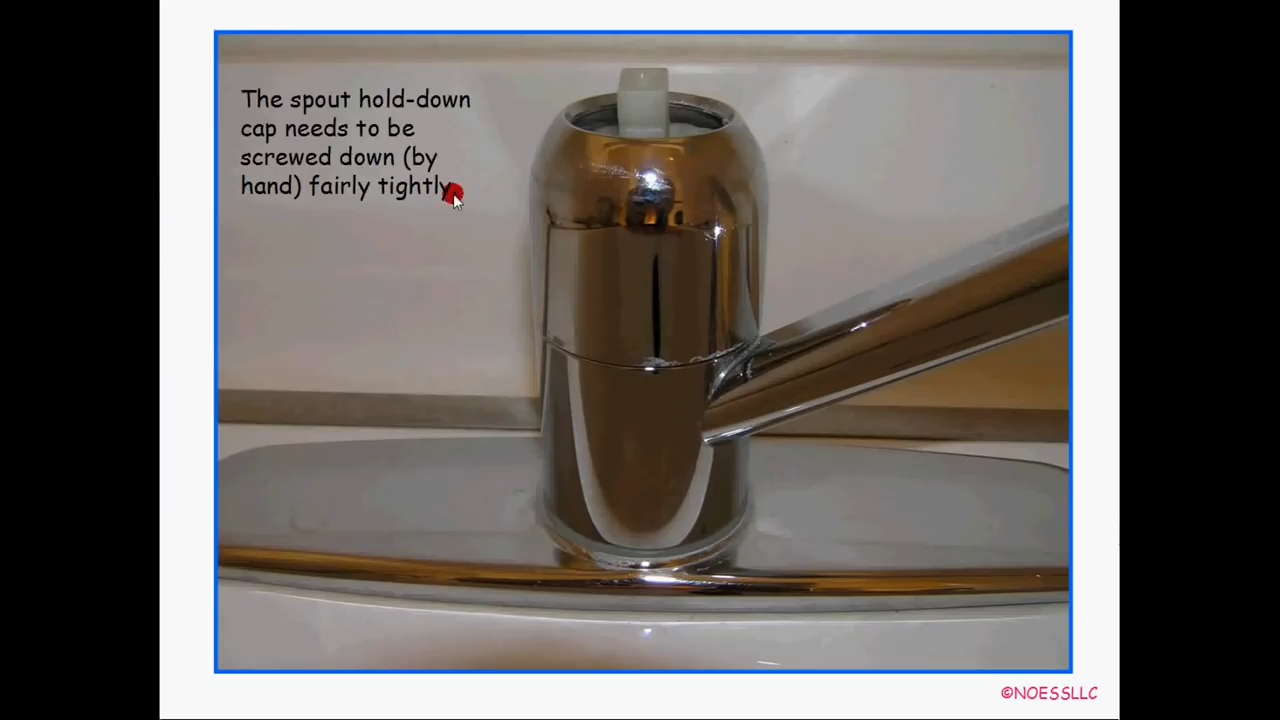 The spout hold-down
cap needs to be
screwed down (by
hand) fairly tightly
©NOESSLLC